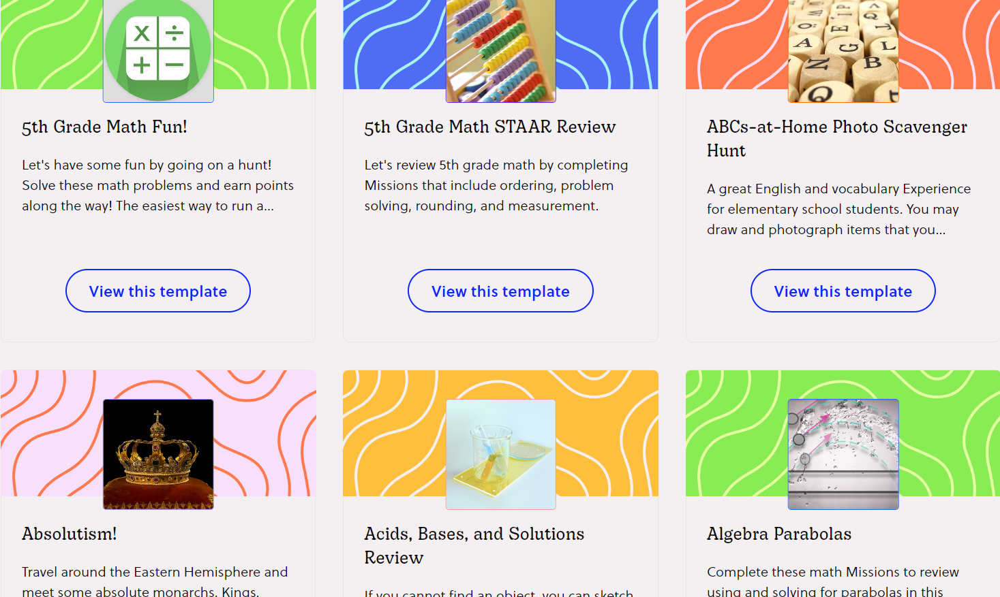 5th Grade Math Fun!
Let's have some fun by going on a hunt!
Solve these math problems and earn points
along the way! The easiest way to run a...
View this template
5th Grade Math STAAR Review
Let's review 5th grade math by completing
Missions that include ordering, problem
solving, rounding, and measurement.
View this template
ABCs-at-Home Photo Scavenger
Hunt
A great English and vocabulary Experience
for elementary school students. You may
draw and photograph items that you...
View this template
Absolutism!
Travel around the Eastern Hemisphere and
meet some absolute monarchs. Kings,
Acids, Bases, and Solutions
Review
If you cannot find an object, you can sketch
Algebra Parabolas
Complete these math Missions to review
using and solving for parabolas in this